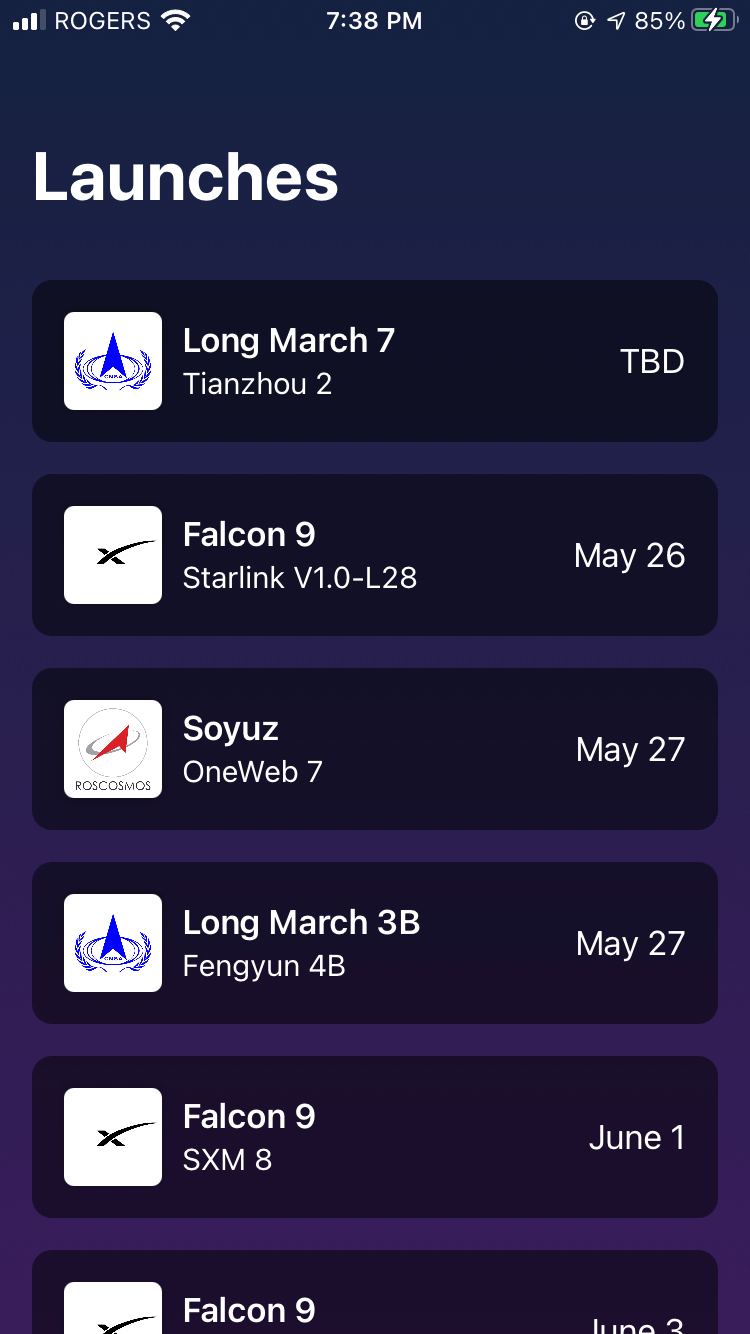 ROGERS 7:38 PM 85%
Launches
Long March 7
Tianzhou 2
TBD
Falcon 9
Starlink V1.0-L28
May 26
ROSCOSMOS
Soyuz
OneWeb 7
May 27
CNSA
Long March 3B
Fengyun 4B
May 27
Falcon 9
SXM 8
June 1
Falcon 9
June 3